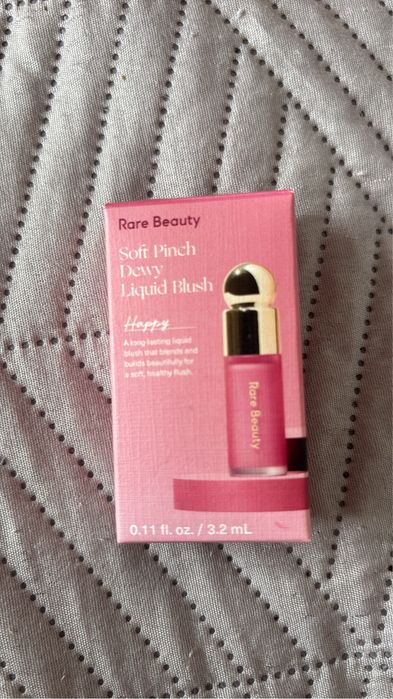 Rare Beauty
Soft Pinch
Dewy
Liquid Blush
Happy
A long-lasting liquid
blush that blends and
builds beautifully for
a soft, healthy flush.
Rare Beauty
0.11 fl. oz. / 3.2 mL